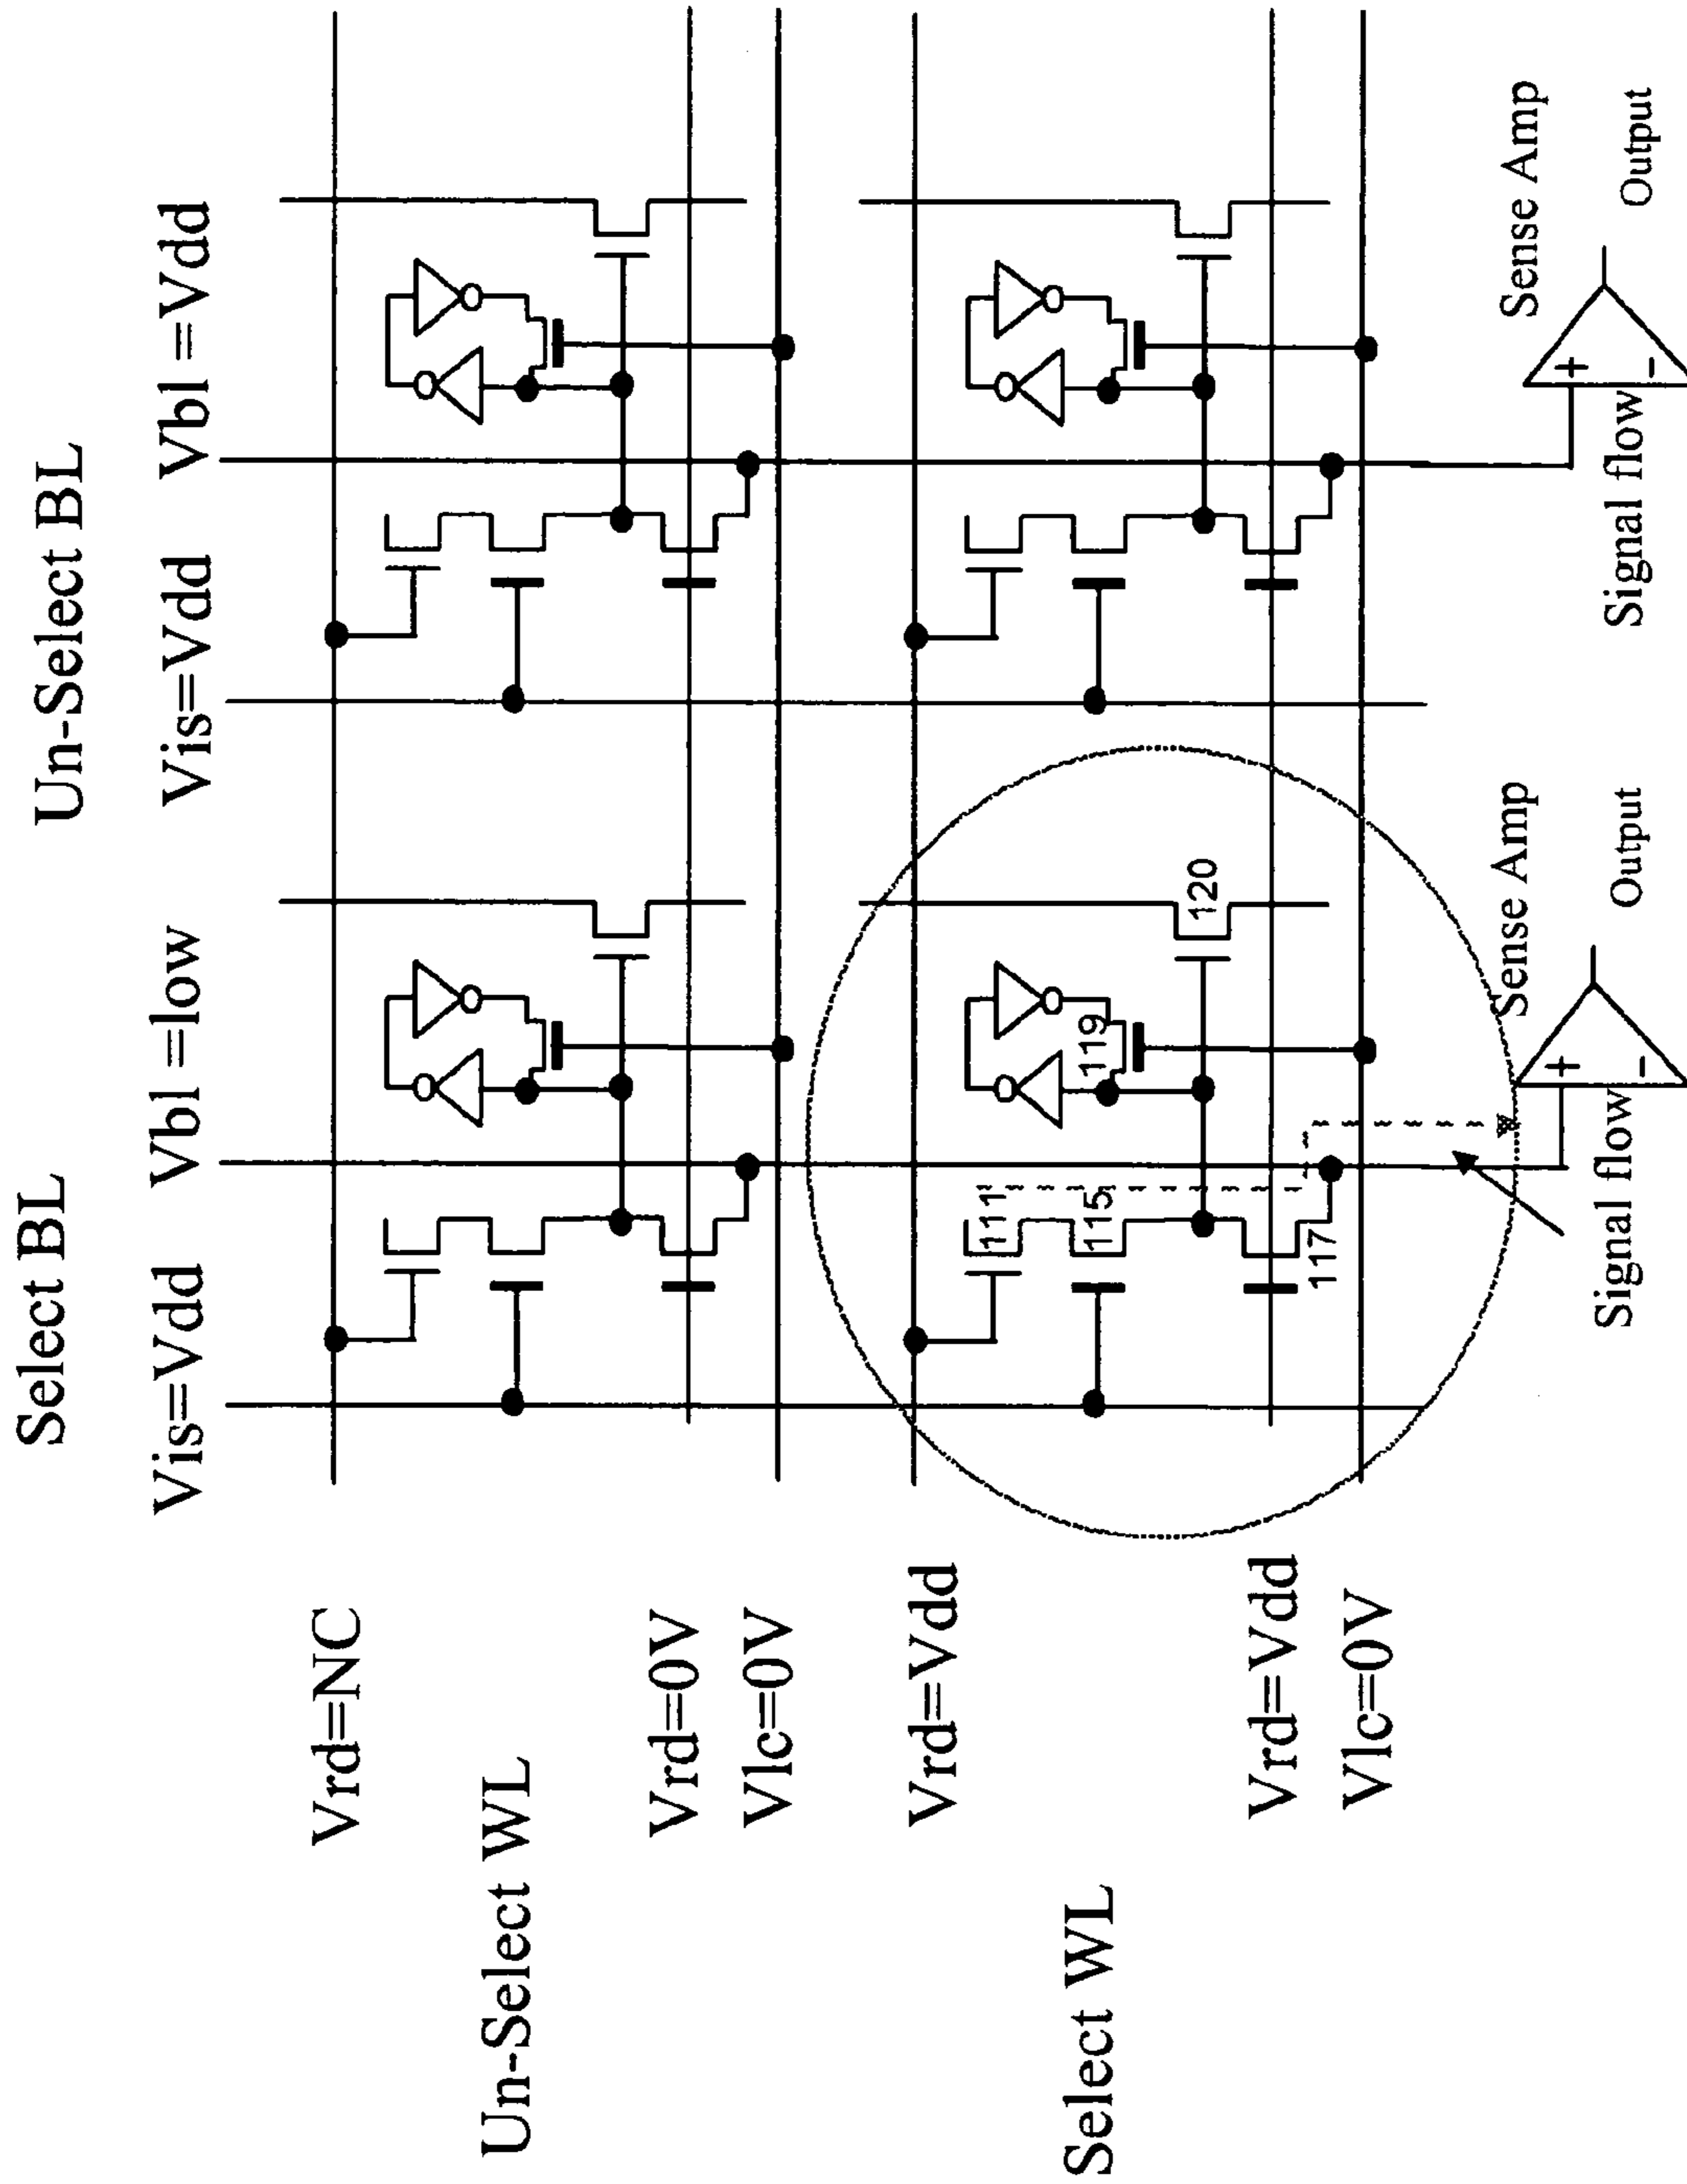 Select BL
Un-Select BL
Vis=Vdd
Vbl =low
Vis=Vdd
Vbl =Vdd
Vrd=NC
Un-Select WL
Vrd=0V
Vlc=0V
Vrd=Vdd
111
115
119
120
117
Select WL
Vrd=Vdd
Vlc=0V
Sense Amp
Sense Amp
+
-
+
-
Signal flow
Output
Signal flow
Output